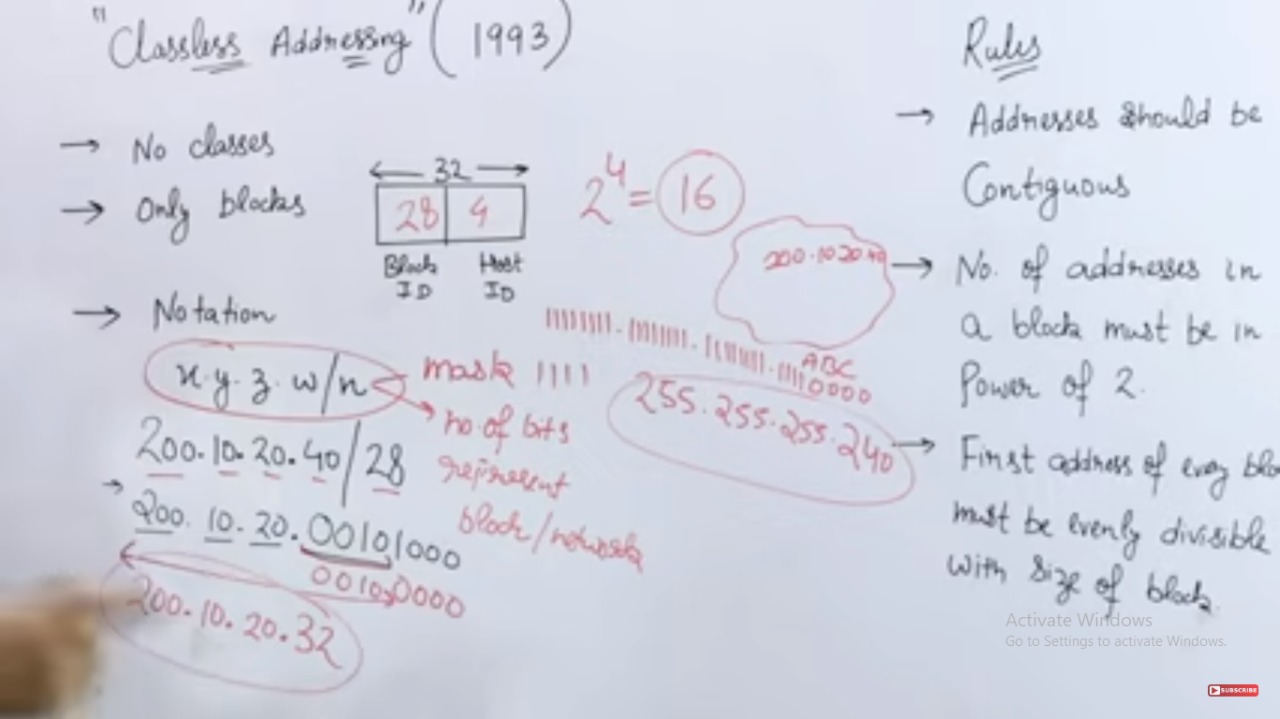 "Classless Addressing" (1993)
→ No classes
→ Only blocks
← 32 →
28 4
Block ID
Host ID
2^4 = 16
200.10.20.40
→ Notation
x.y.z.w/n
mask 1111
no. of bits
represent
block/network
11111111.11111111.11111111.11110000
ABC
255.255.255.240
200.10.20.40/28
→ 200.10.20.00101000
00100000
200.10.20.32
Rules
→ Addresses should be
Contiguous
→ No. of addresses in
a block must be in
Power of 2.
→ First address of every blo
must be evenly divisible
with size of block.
Activate Windows
Go to Settings to activate Windows.
SUBSCRIBE